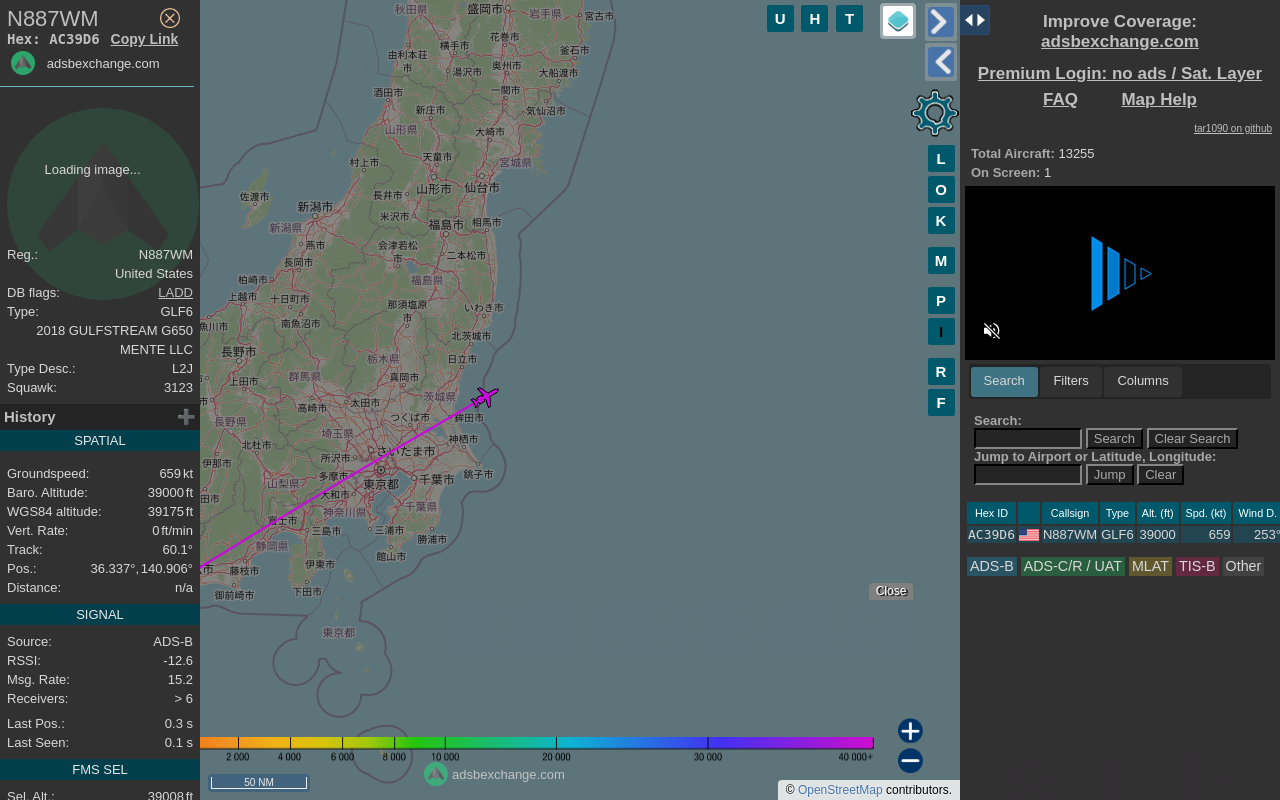 N887WM
Hex: AC39D6 Copy Link
adsbexchange.com
Loading image...
Reg.: N887WM
United States
DB flags: LADD
Type: GLF6
2018 GULFSTREAM G650
MENTE LLC
Type Desc.: L2J
Squawk: 3123
History
SPATIAL
Groundspeed: 659 kt
Baro. Altitude: 39000 ft
WGS84 altitude: 39175 ft
Vert. Rate: 0 ft/min
Track: 60.1°
Pos.: 36.337°, 140.906°
Distance: n/a
SIGNAL
Source: ADS-B
RSSI: -12.6
Msg. Rate: 15.2
Receivers: > 6
Last Pos.: 0.3 s
Last Seen: 0.1 s
FMS SEL
Sel. Alt.: 39008 ft
秋田県
盛岡市
岩手県
宮古市
花巻市
横手市
釜石市
由利本荘
市
湯沢市
奥州市
大船渡市
酒田市
一関市
新庄市
気仙沼市
山形県
大崎市
天童市
村上市
宮城県
佐渡市
長井市
山形市
仙台市
新潟市
米沢市
福島市
相馬市
新潟県
燕市
会津若松
市
二本松市
長岡市
柏崎市
福島県
上越市
十日町市
那須塩原
市
いわき市
魚川市
南魚沼市
北茨城市
長野市
栃木県
日立市
上田市
群馬県
真岡市
高崎市
太田市
茨城県
長野県
つくば市
鉾田市
埼玉県
神栖市
北杜市
さいたま市
伊那市
所沢市
多摩市
銚子市
山梨県
東京都
千葉市
田市
大和市
神奈川県
千葉県
富士市
三島市
三浦市
勝浦市
静岡県
館山市
伊東市
藤枝市
御前崎市
下田市
東京都
U H T
L
O
K
M
P
I
R
F
Close
2 000 4 000 6 000 8 000 10 000 20 000 30 000 40 000+
adsbexchange.com
50 NM
© OpenStreetMap contributors.
Improve Coverage:
adsbexchange.com
Premium Login: no ads / Sat. Layer
FAQ Map Help
tar1090 on github
Total Aircraft: 13255
On Screen: 1
Search Filters Columns
Search:
Search Clear Search
Jump to Airport or Latitude, Longitude:
Jump Clear
Hex ID Callsign Type Alt. (ft) Spd. (kt) Wind D.
AC39D6 N887WM GLF6 39000 659 253°
ADS-B ADS-C/R / UAT MLAT TIS-B Other